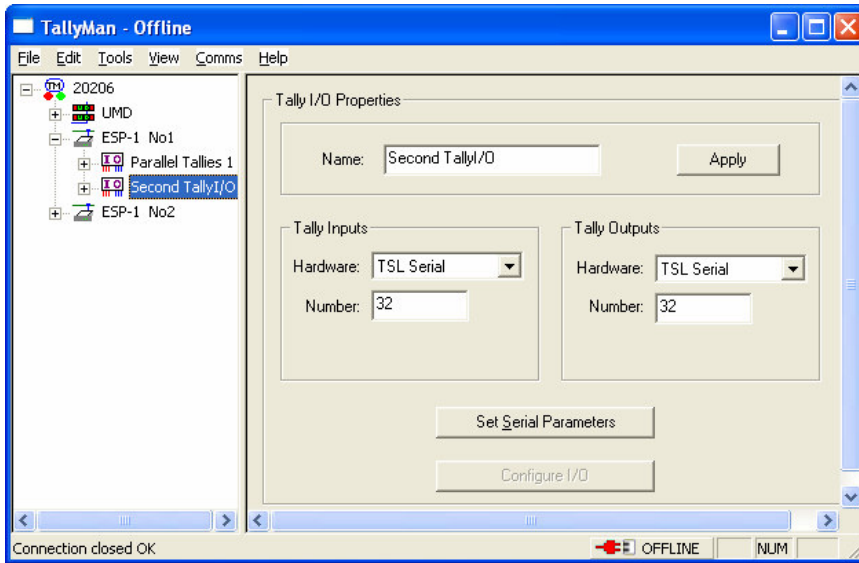 TallyMan - Offline
File Edit Tools View Comms Help
20206
UMD
ESP-1 No1
Parallel Tallies 1
Second TallyI/O
ESP-1 No2
Tally I/O Properties
Name: Second TallyI/O Apply
Tally Inputs Tally Outputs
Hardware: TSL Serial Hardware: TSL Serial
Number: 32 Number: 32
Set Serial Parameters
Configure I/O
Connection closed OK OFFLINE NUM